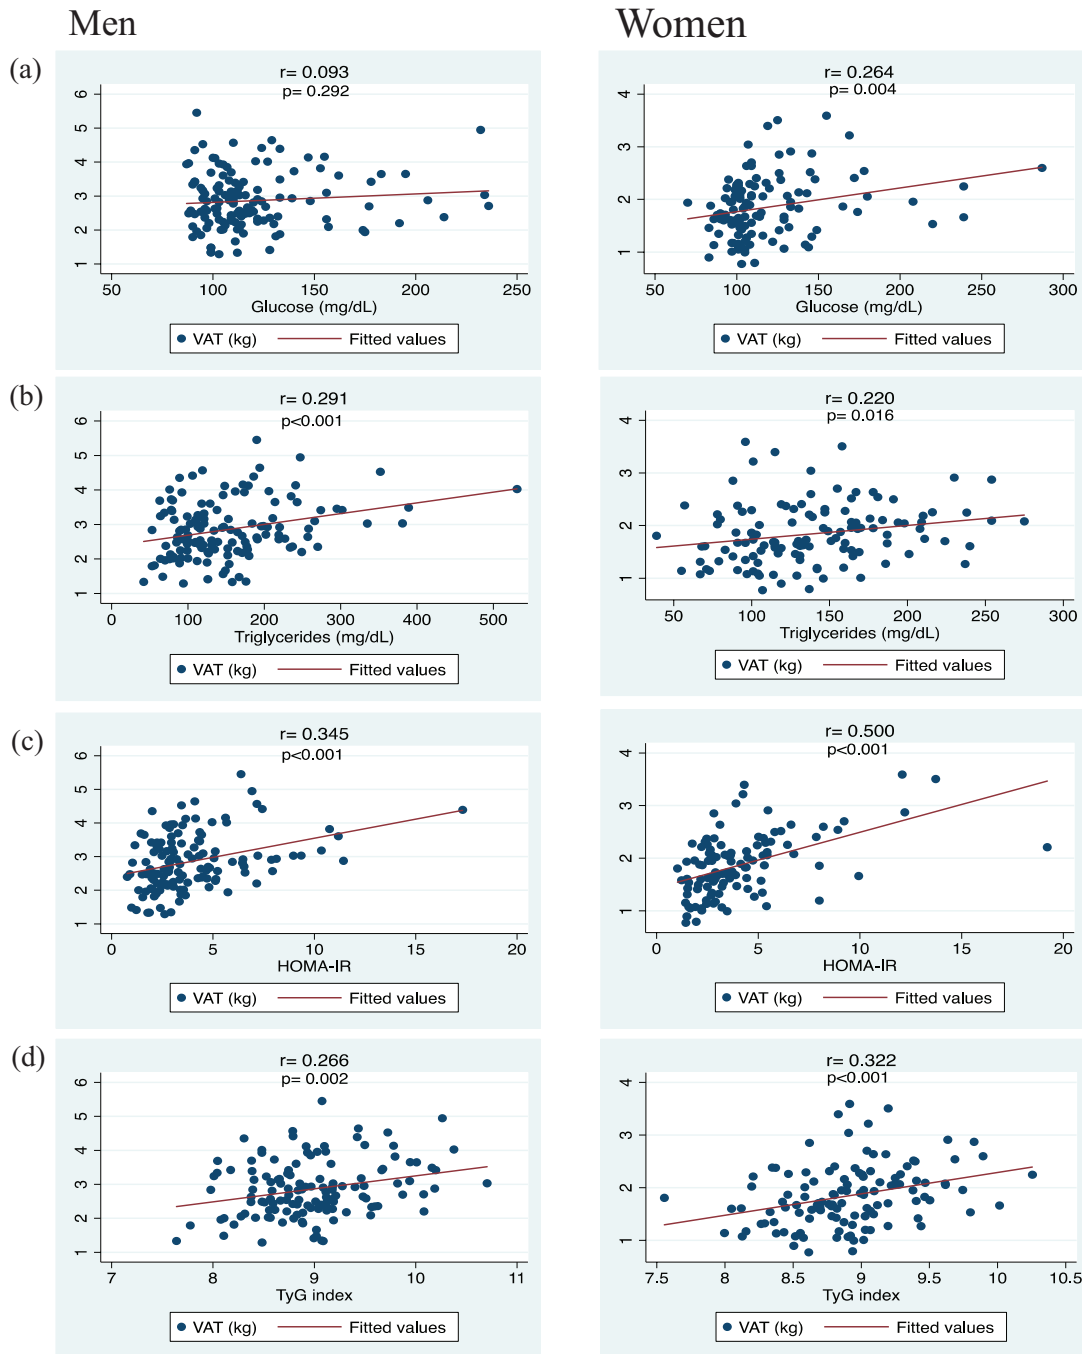 Men
Women
(a)
r= 0.093
p= 0.292
6
5
4
3
2
1
50
100
150
200
250
Glucose (mg/dL)
VAT (kg)
Fitted values
r= 0.264
p= 0.004
4
3
2
1
50
100
150
200
250
300
Glucose (mg/dL)
VAT (kg)
Fitted values
(b)
r= 0.291
p<0.001
6
5
4
3
2
1
0
100
200
300
400
500
Triglycerides (mg/dL)
VAT (kg)
Fitted values
r= 0.220
p= 0.016
4
3
2
1
50
100
150
200
250
300
Triglycerides (mg/dL)
VAT (kg)
Fitted values
(c)
r= 0.345
p<0.001
6
5
4
3
2
1
0
5
10
15
20
HOMA-IR
VAT (kg)
Fitted values
r= 0.500
p<0.001
4
3
2
1
0
5
10
15
20
HOMA-IR
VAT (kg)
Fitted values
(d)
r= 0.266
p= 0.002
6
5
4
3
2
1
7
8
9
10
11
TyG index
VAT (kg)
Fitted values
r= 0.322
p<0.001
4
3
2
1
7.5
8
8.5
9
9.5
10
10.5
TyG index
VAT (kg)
Fitted values